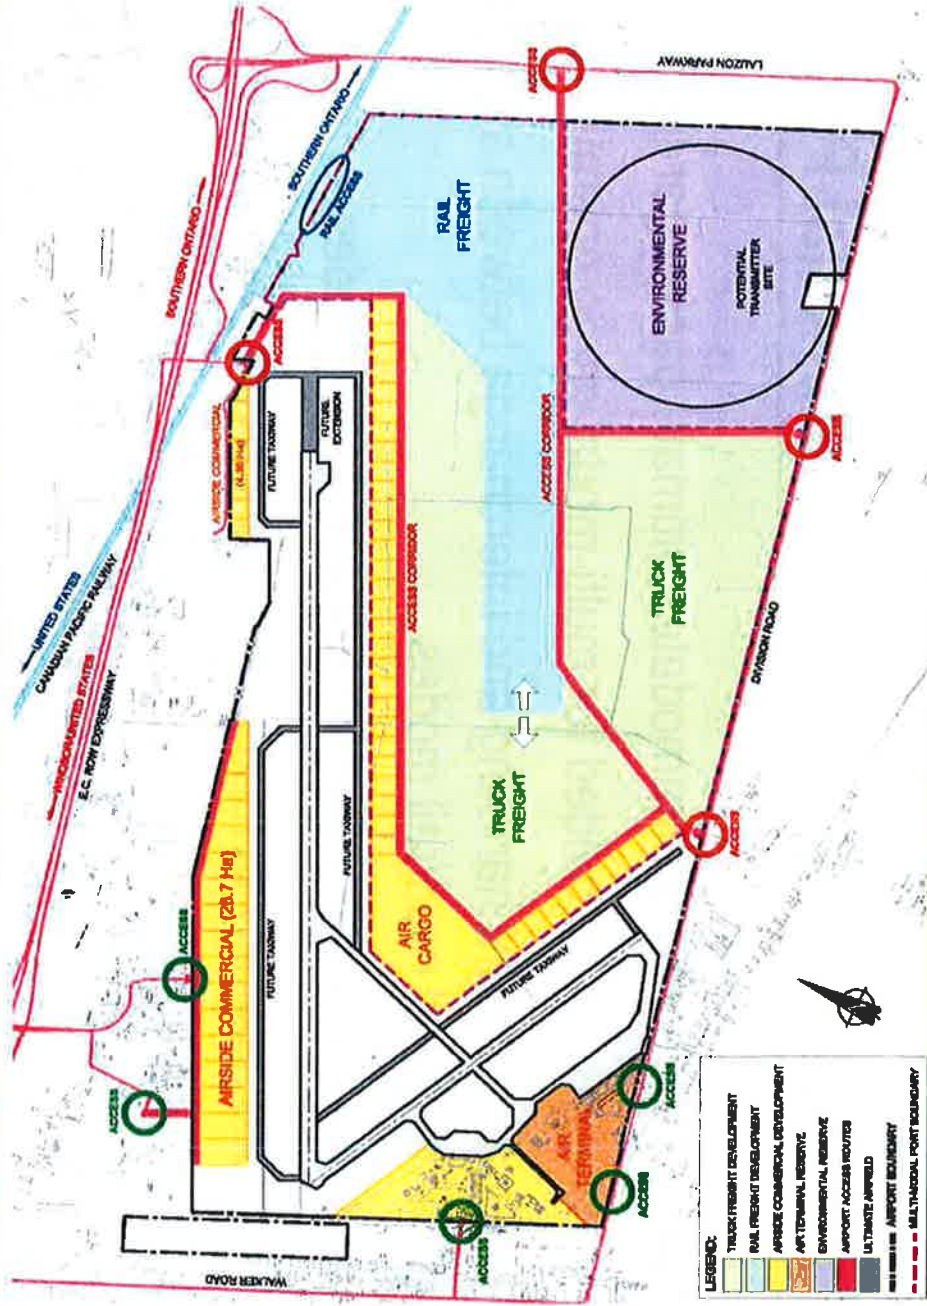 UNITED STATES
CANADIAN PACIFIC RAILWAY
WINDSOR/UNITED STATES
E.C. ROW EXPRESSWAY
SOUTHERN ONTARIO
SOUTHERN ONTARIO
RAIL ACCESS
LAUZON PARKWAY
ACCESS
ACCESS
ACCESS
ACCESS
AIRSIDE COMMERCIAL
AIRSIDE COMMERCIAL (28.7 Ha)
FUTURE TAXIWAY
FUTURE TAXIWAY
FUTURE
EXTENSION
FUTURE TAXIWAY
RAIL
FREIGHT
ACCESS CORRIDOR
ACCESS CORRIDOR
ENVIRONMENTAL
RESERVE
POTENTIAL
TRANSMITTER
SITE
AIR
CARGO
TRUCK
FREIGHT
TRUCK
FREIGHT
FUTURE TAXIWAY
DIVISION ROAD
ACCESS
ACCESS
WALKER ROAD
ACCESS
AIR
TERMINAL
ACCESS
ACCESS
LEGEND:
TRUCK FREIGHT DEVELOPMENT
RAIL FREIGHT DEVELOPMENT
AIRSIDE COMMERCIAL DEVELOPMENT
AIR TERMINAL RESERVE
ENVIRONMENTAL RESERVE
AIRPORT ACCESS ROUTES
ULTIMATE AIRFIELD
AIRPORT BOUNDARY
MULTI-MODAL PORT BOUNDARY